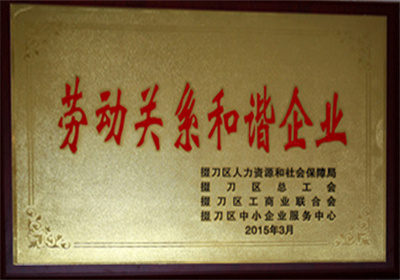 劳动关系和谐企业
掇刀区人力资源和社会保障局
掇刀区总工会
掇刀区工商业联合会
掇刀区中小企业服务中心
2015年3月